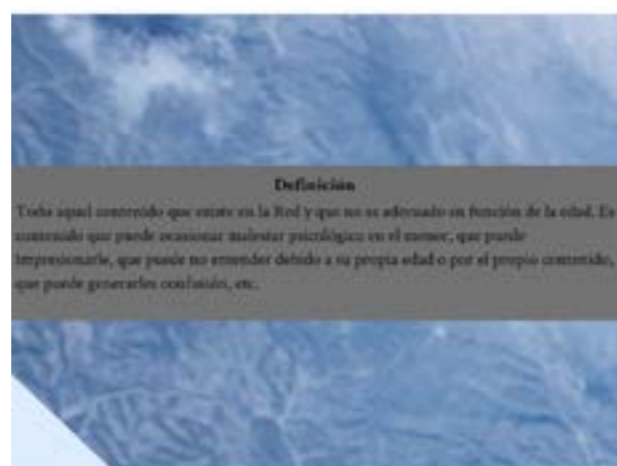 Definición
Todo aquel contenido que existe en la Red y que no es adecuado en función de la edad. Es
contenido que puede ocasionar malestar psicológico en el menor, que puede
impresionarle, que puede no entender debido a su propia edad o por el propio contenido,
que puede generarles confusión, etc.